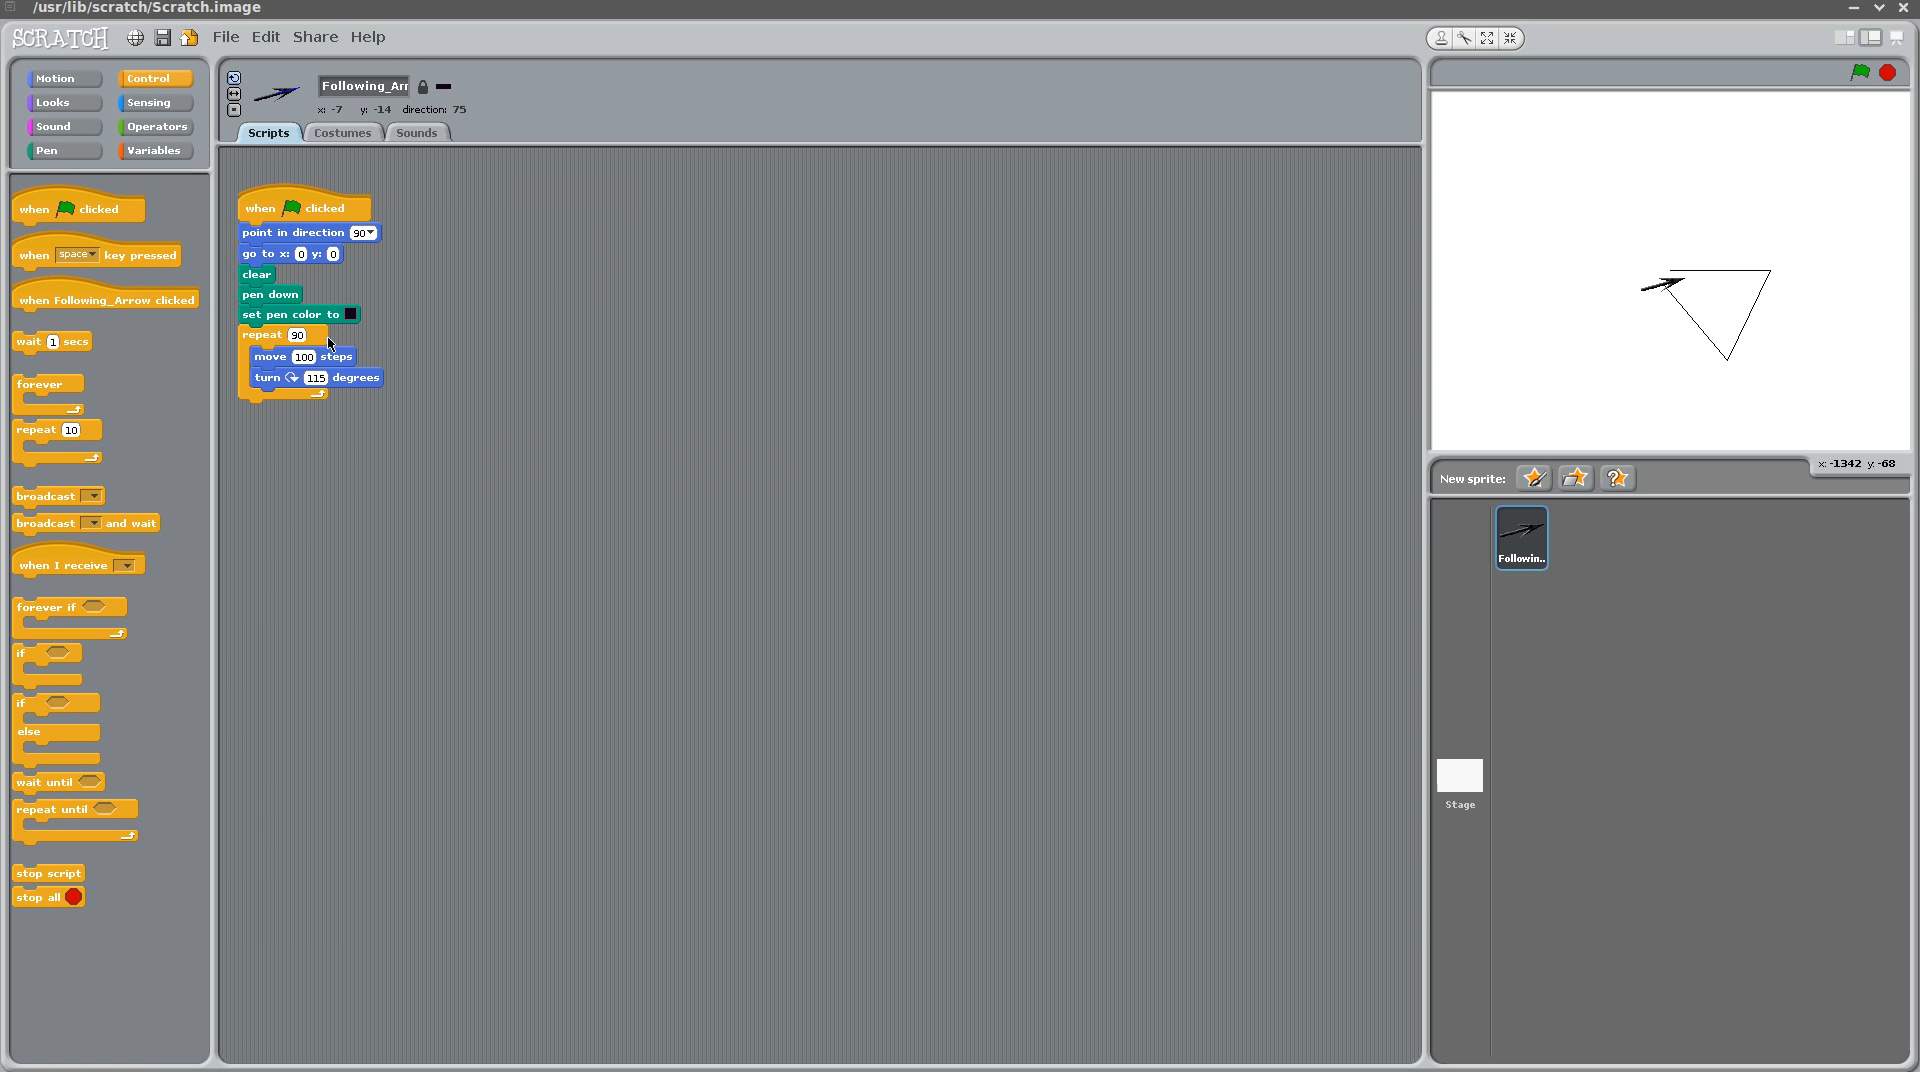 /usr/lib/scratch/Scratch.image
SCRATCH File Edit Share Help
Motion Control
Looks Sensing
Sound Operators
Pen Variables
when clicked
when space key pressed
when Following_Arrow clicked
wait 1 secs
forever
repeat 10
broadcast
broadcast and wait
when I receive
forever if
if
if
else
wait until
repeat until
stop script
stop all
Following_Arr
x: -7 y: -14 direction: 75
Scripts Costumes Sounds
when clicked
point in direction 90
go to x: 0 y: 0
clear
pen down
set pen color to
repeat 90
move 100 steps
turn 115 degrees
x: -1342 y: -68
New sprite:
Followin..
Stage